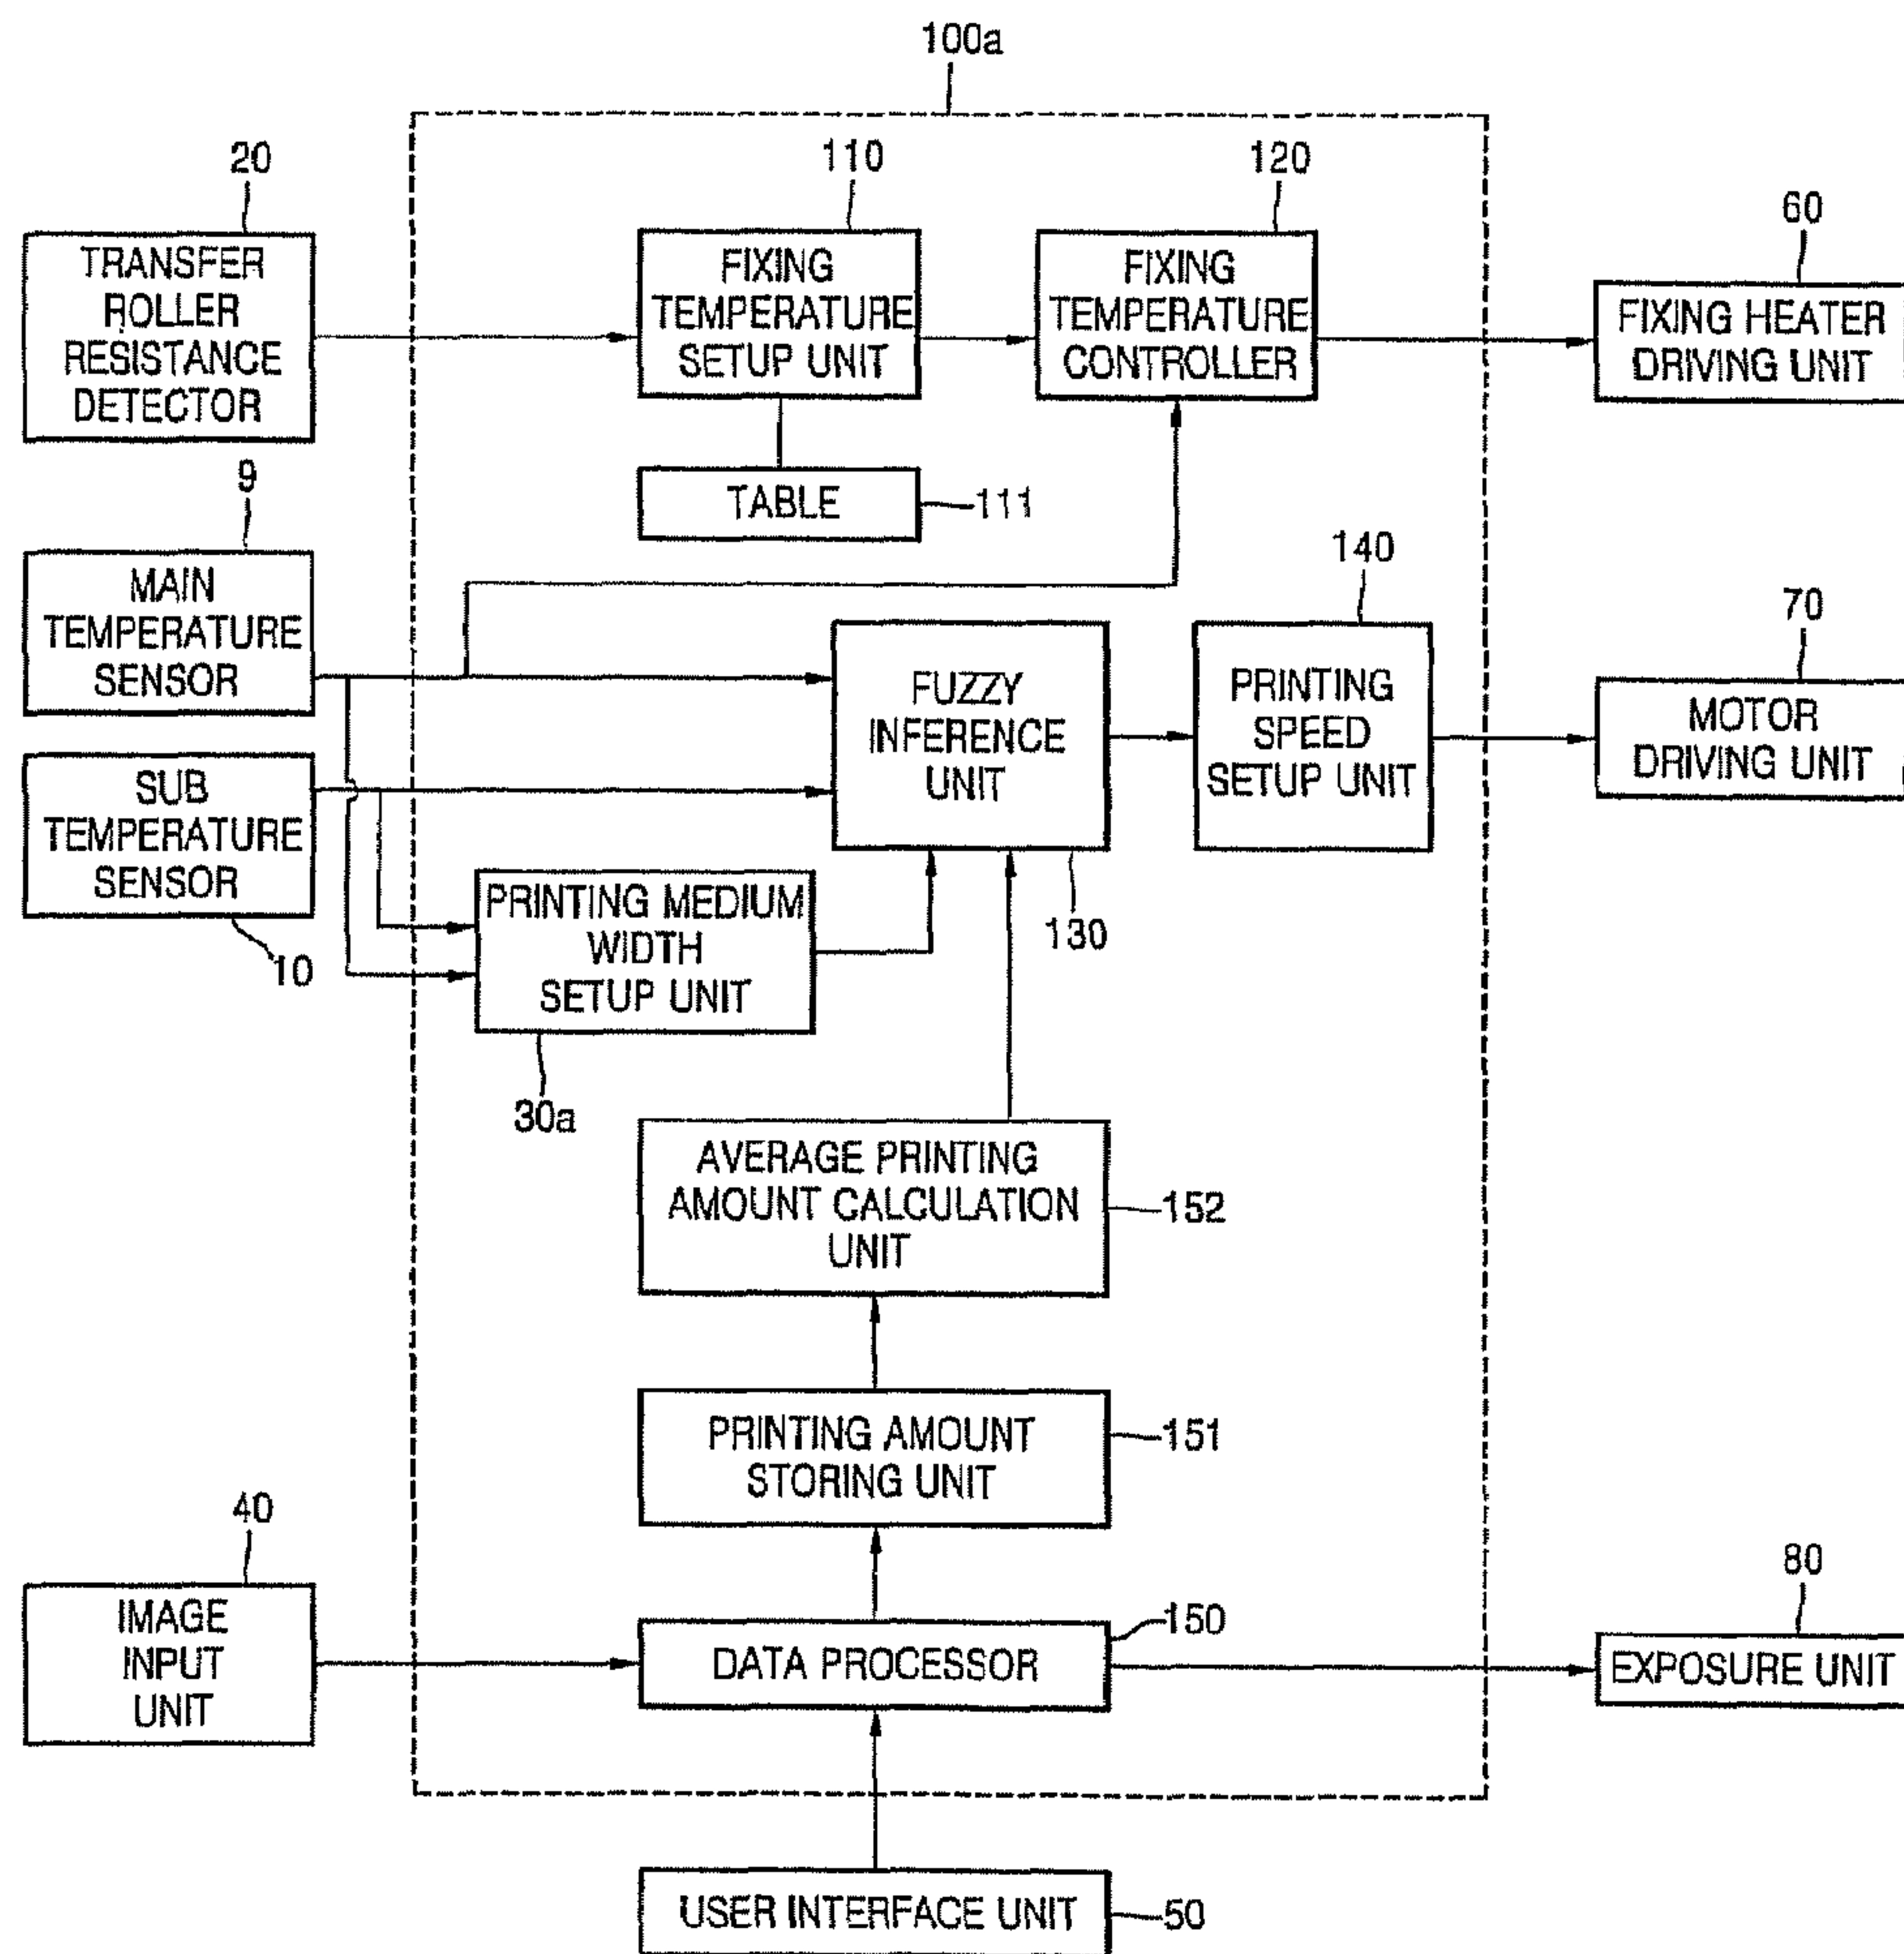 100a
20
110
120
60
TRANSFER
ROLLER
RESISTANCE
DETECTOR
FIXING
TEMPERATURE
SETUP UNIT
FIXING
TEMPERATURE
CONTROLLER
FIXING HEATER
DRIVING UNIT
TABLE
111
9
MAIN
TEMPERATURE
SENSOR
140
70
FUZZY
INFERENCE
UNIT
PRINTING
SPEED
SETUP UNIT
MOTOR
DRIVING UNIT
SUB
TEMPERATURE
SENSOR
10
PRINTING MEDIUM
WIDTH
SETUP UNIT
130
30a
AVERAGE PRINTING
AMOUNT CALCULATION
UNIT
152
PRINTING AMOUNT
STORING UNIT
151
40
IMAGE
INPUT
UNIT
DATA PROCESSOR
150
80
EXPOSURE UNIT
USER INTERFACE UNIT
50